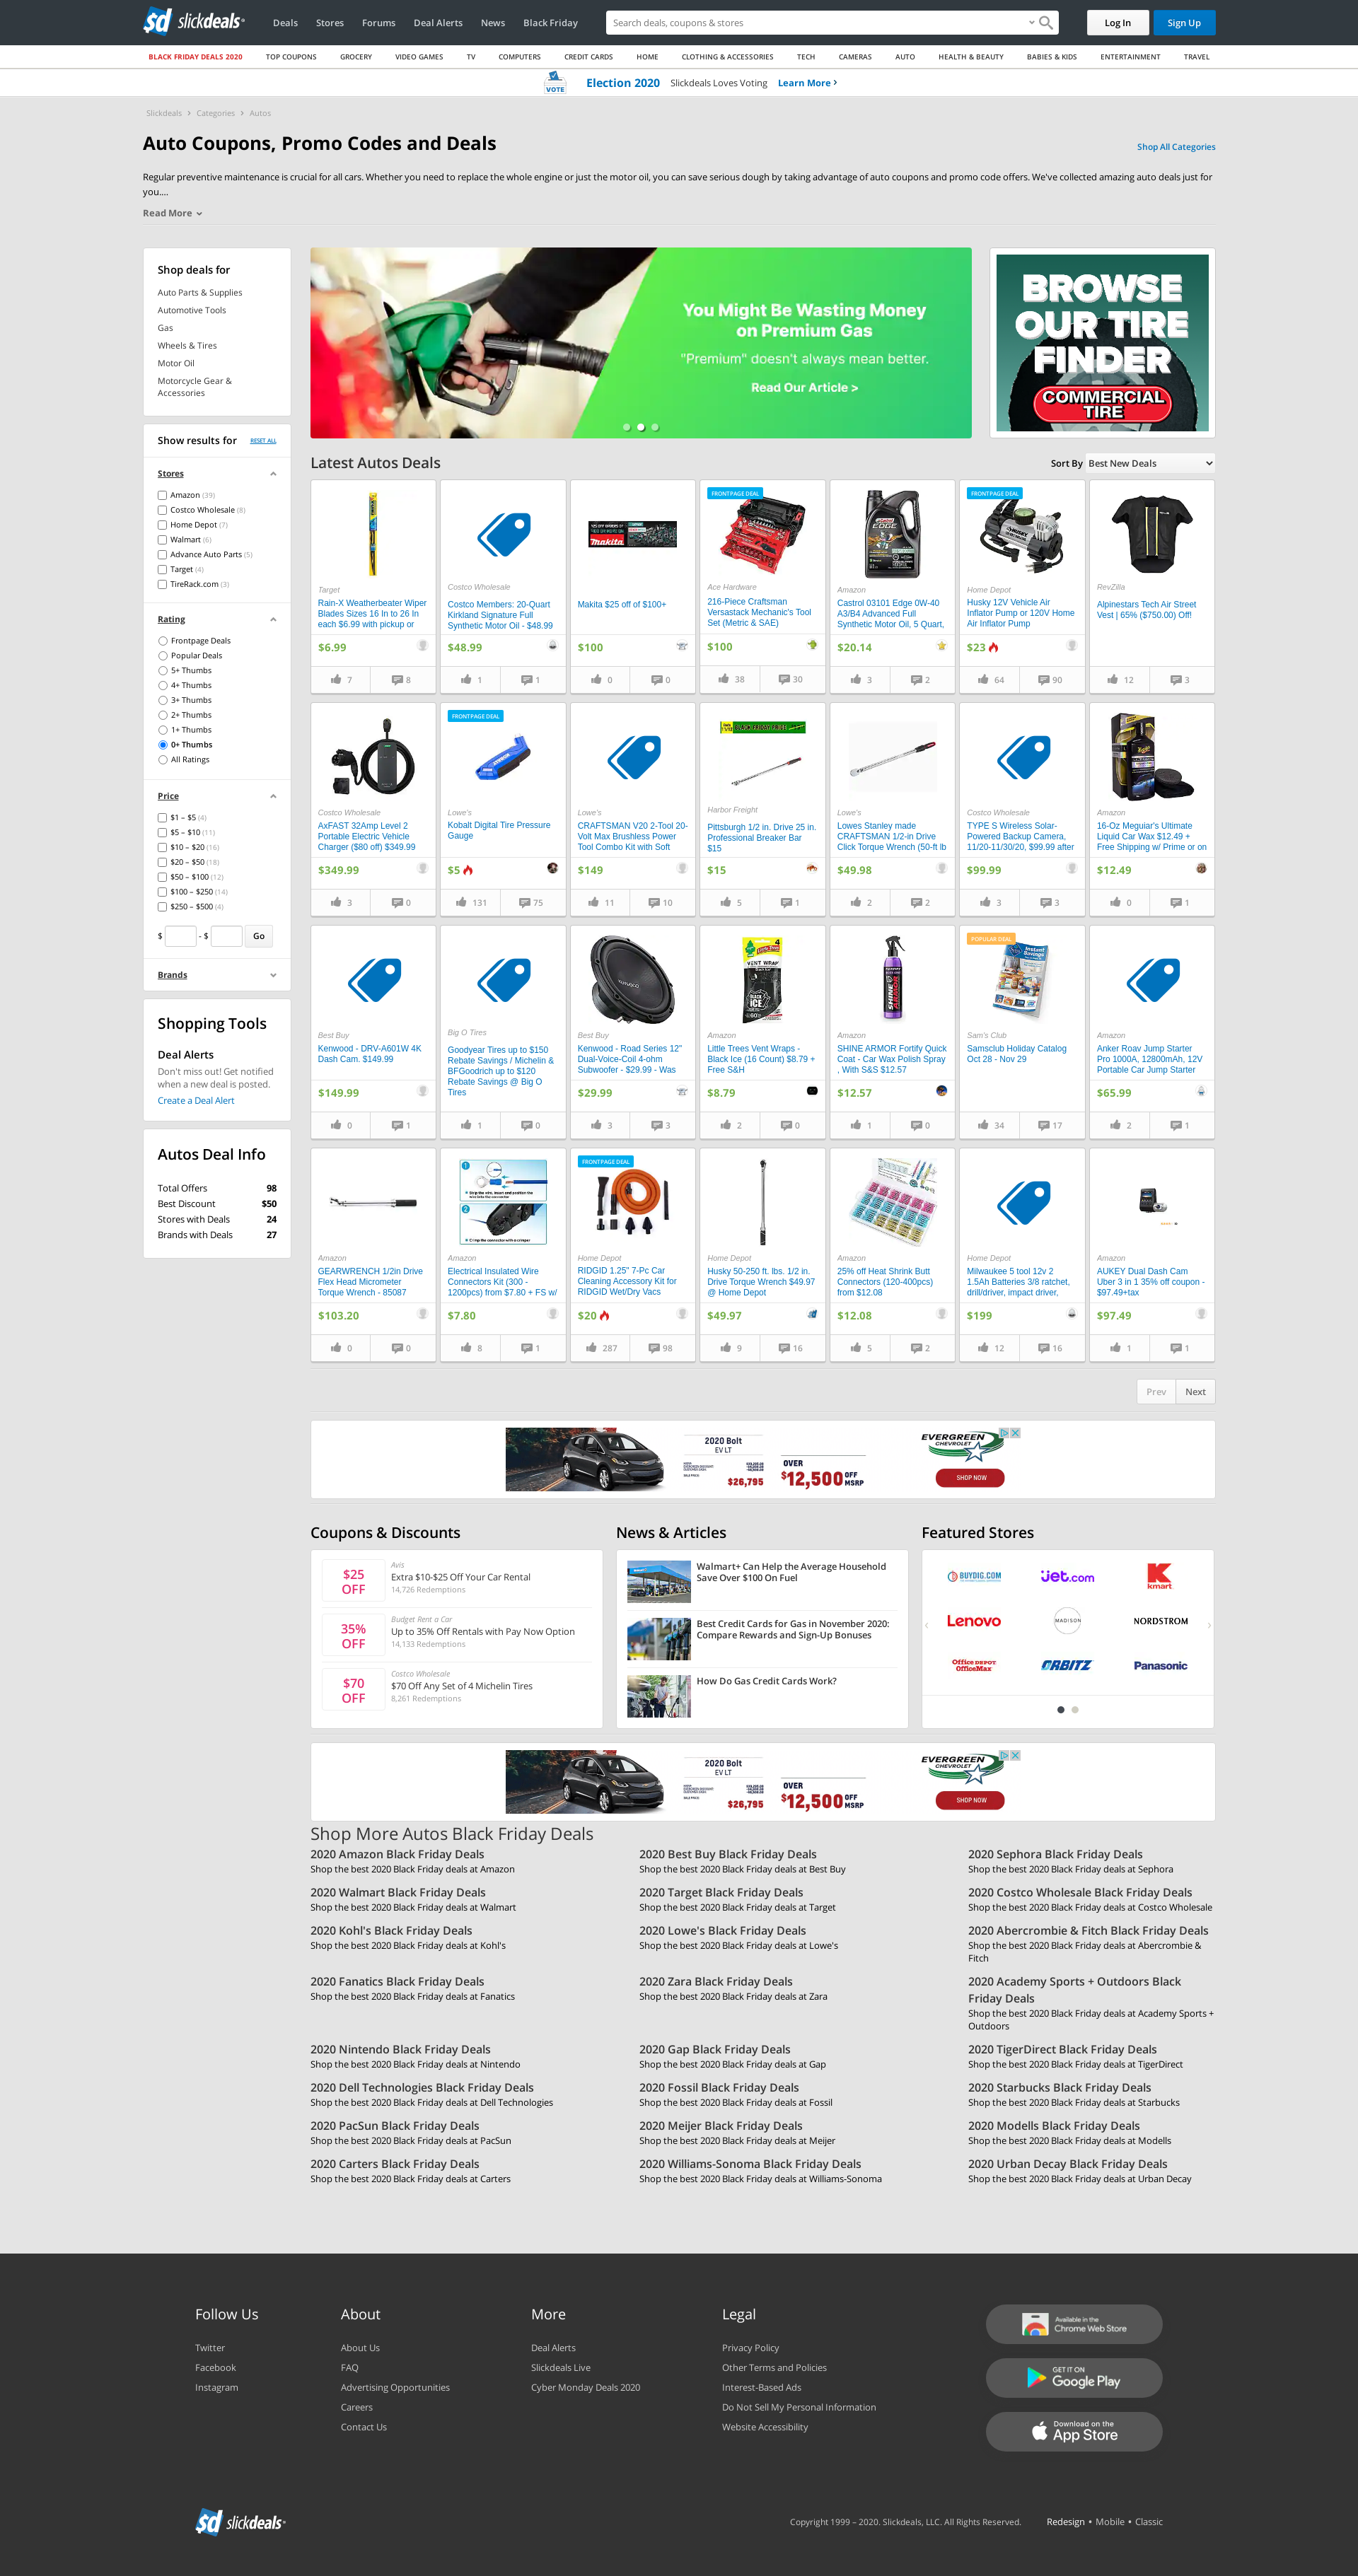 slickdeals
Deals Stores Forums Deal Alerts News Black Friday
Search deals, coupons & stores
Log In
Sign Up
BLACK FRIDAY DEALS 2020 TOP COUPONS GROCERY VIDEO GAMES TV COMPUTERS CREDIT CARDS HOME CLOTHING & ACCESSORIES TECH CAMERAS AUTO HEALTH & BEAUTY BABIES & KIDS ENTERTAINMENT TRAVEL
VOTE Election 2020 Slickdeals Loves Voting Learn More ›
Slickdeals › Categories › Autos
Auto Coupons, Promo Codes and Deals
Shop All Categories
Regular preventive maintenance is crucial for all cars. Whether you need to replace the whole engine or just the motor oil, you can save serious dough by taking advantage of auto coupons and promo code offers. We've collected amazing auto deals just for
you....
Read More
Shop deals for
Auto Parts & Supplies
Automotive Tools
Gas
Wheels & Tires
Motor Oil
Motorcycle Gear &
Accessories
You Might Be Wasting Money
on Premium Gas
"Premium" doesn't always mean better.
Read Our Article >
BROWSE
OUR TIRE
FINDER
COMMERCIAL
TIRE
Show results for RESET ALL
Stores
Amazon (39)
Costco Wholesale (8)
Home Depot (7)
Walmart (6)
Advance Auto Parts (5)
Target (4)
TireRack.com (3)
Rating
Frontpage Deals
Popular Deals
5+ Thumbs
4+ Thumbs
3+ Thumbs
2+ Thumbs
1+ Thumbs
0+ Thumbs
All Ratings
Price
$1 – $5 (4)
$5 – $10 (11)
$10 – $20 (16)
$20 – $50 (18)
$50 – $100 (12)
$100 – $250 (14)
$250 – $500 (4)
$ - $ Go
Brands
Shopping Tools
Deal Alerts
Don't miss out! Get notified
when a new deal is posted.
Create a Deal Alert
Autos Deal Info
Total Offers 98
Best Discount $50
Stores with Deals 24
Brands with Deals 27
Latest Autos Deals
Sort By Best New Deals
Target
Rain-X Weatherbeater Wiper
Blades Sizes 16 In to 26 In
each $6.99 with pickup or
$6.99
7 8
Costco Wholesale
Costco Members: 20-Quart
Kirkland Signature Full
Synthetic Motor Oil - $48.99
$48.99
1 1
makita
Makita $25 off of $100+
$100
0 0
FRONTPAGE DEAL
Ace Hardware
216-Piece Craftsman
Versastack Mechanic's Tool
Set (Metric & SAE)
$100
38 30
Amazon
Castrol 03101 Edge 0W-40
A3/B4 Advanced Full
Synthetic Motor Oil, 5 Quart,
$20.14
3 2
FRONTPAGE DEAL
Home Depot
Husky 12V Vehicle Air
Inflator Pump or 120V Home
Air Inflator Pump
$23
64 90
RevZilla
Alpinestars Tech Air Street
Vest | 65% ($750.00) Off!
12 3
Costco Wholesale
AxFAST 32Amp Level 2
Portable Electric Vehicle
Charger ($80 off) $349.99
$349.99
3 0
FRONTPAGE DEAL
Lowe's
Kobalt Digital Tire Pressure
Gauge
$5
131 75
Lowe's
CRAFTSMAN V20 2-Tool 20-
Volt Max Brushless Power
Tool Combo Kit with Soft
$149
11 10
Harbor Freight
Pittsburgh 1/2 in. Drive 25 in.
Professional Breaker Bar
$15
$15
5 1
Lowe's
Lowes Stanley made
CRAFTSMAN 1/2-in Drive
Click Torque Wrench (50-ft lb
$49.98
2 2
Costco Wholesale
TYPE S Wireless Solar-
Powered Backup Camera,
11/20-11/30/20, $99.99 after
$99.99
3 3
Amazon
16-Oz Meguiar's Ultimate
Liquid Car Wax $12.49 +
Free Shipping w/ Prime or on
$12.49
0 1
Best Buy
Kenwood - DRV-A601W 4K
Dash Cam. $149.99
$149.99
0 1
Big O Tires
Goodyear Tires up to $150
Rebate Savings / Michelin &
BFGoodrich up to $120
Rebate Savings @ Big O
Tires
1 0
Best Buy
Kenwood - Road Series 12"
Dual-Voice-Coil 4-ohm
Subwoofer - $29.99 - Was
$29.99
3 3
Amazon
Little Trees Vent Wraps -
Black Ice (16 Count) $8.79 +
Free S&H
$8.79
2 0
Amazon
SHINE ARMOR Fortify Quick
Coat - Car Wax Polish Spray
, With S&S $12.57
$12.57
1 0
POPULAR DEAL
Sam's Club
Samsclub Holiday Catalog
Oct 28 - Nov 29
34 17
Amazon
Anker Roav Jump Starter
Pro 1000A, 12800mAh, 12V
Portable Car Jump Starter
$65.99
2 1
Amazon
GEARWRENCH 1/2in Drive
Flex Head Micrometer
Torque Wrench - 85087
$103.20
0 0
Amazon
Electrical Insulated Wire
Connectors Kit (300 -
1200pcs) from $7.80 + FS w/
$7.80
8 1
FRONTPAGE DEAL
Home Depot
RIDGID 1.25" 7-Pc Car
Cleaning Accessory Kit for
RIDGID Wet/Dry Vacs
$20
287 98
Home Depot
Husky 50-250 ft. lbs. 1/2 in.
Drive Torque Wrench $49.97
@ Home Depot
$49.97
9 16
Amazon
25% off Heat Shrink Butt
Connectors (120-400pcs)
from $12.08
$12.08
5 2
Home Depot
Milwaukee 5 tool 12v 2
1.5Ah Batteries 3/8 ratchet,
drill/driver, impact driver,
$199
12 16
Amazon
AUKEY Dual Dash Cam
Uber 3 in 1 35% off coupon -
$97.49+tax
$97.49
1 1
Prev Next
2020 Bolt
EV LT
$26,795
OVER
$12,500 OFF MSRP
EVERGREEN
CHEVROLET
SHOP NOW
Coupons & Discounts
$25
OFF
Avis
Extra $10-$25 Off Your Car Rental
14,726 Redemptions
35%
OFF
Budget Rent a Car
Up to 35% Off Rentals with Pay Now Option
14,133 Redemptions
$70
OFF
Costco Wholesale
$70 Off Any Set of 4 Michelin Tires
8,261 Redemptions
News & Articles
Walmart+ Can Help the Average Household
Save Over $100 On Fuel
Best Credit Cards for Gas in November 2020:
Compare Rewards and Sign-Up Bonuses
How Do Gas Credit Cards Work?
Featured Stores
BUYDIG.COM jet.com kmart
Lenovo MADISON NORDSTROM
Office DEPOT OfficeMax ORBITZ Panasonic
2020 Bolt
EV LT
$26,795
OVER
$12,500 OFF MSRP
EVERGREEN
CHEVROLET
SHOP NOW
Shop More Autos Black Friday Deals
2020 Amazon Black Friday Deals
Shop the best 2020 Black Friday deals at Amazon
2020 Best Buy Black Friday Deals
Shop the best 2020 Black Friday deals at Best Buy
2020 Sephora Black Friday Deals
Shop the best 2020 Black Friday deals at Sephora
2020 Walmart Black Friday Deals
Shop the best 2020 Black Friday deals at Walmart
2020 Target Black Friday Deals
Shop the best 2020 Black Friday deals at Target
2020 Costco Wholesale Black Friday Deals
Shop the best 2020 Black Friday deals at Costco Wholesale
2020 Kohl's Black Friday Deals
Shop the best 2020 Black Friday deals at Kohl's
2020 Lowe's Black Friday Deals
Shop the best 2020 Black Friday deals at Lowe's
2020 Abercrombie & Fitch Black Friday Deals
Shop the best 2020 Black Friday deals at Abercrombie &
Fitch
2020 Fanatics Black Friday Deals
Shop the best 2020 Black Friday deals at Fanatics
2020 Zara Black Friday Deals
Shop the best 2020 Black Friday deals at Zara
2020 Academy Sports + Outdoors Black
Friday Deals
Shop the best 2020 Black Friday deals at Academy Sports +
Outdoors
2020 Nintendo Black Friday Deals
Shop the best 2020 Black Friday deals at Nintendo
2020 Gap Black Friday Deals
Shop the best 2020 Black Friday deals at Gap
2020 TigerDirect Black Friday Deals
Shop the best 2020 Black Friday deals at TigerDirect
2020 Dell Technologies Black Friday Deals
Shop the best 2020 Black Friday deals at Dell Technologies
2020 Fossil Black Friday Deals
Shop the best 2020 Black Friday deals at Fossil
2020 Starbucks Black Friday Deals
Shop the best 2020 Black Friday deals at Starbucks
2020 PacSun Black Friday Deals
Shop the best 2020 Black Friday deals at PacSun
2020 Meijer Black Friday Deals
Shop the best 2020 Black Friday deals at Meijer
2020 Modells Black Friday Deals
Shop the best 2020 Black Friday deals at Modells
2020 Carters Black Friday Deals
Shop the best 2020 Black Friday deals at Carters
2020 Williams-Sonoma Black Friday Deals
Shop the best 2020 Black Friday deals at Williams-Sonoma
2020 Urban Decay Black Friday Deals
Shop the best 2020 Black Friday deals at Urban Decay
Follow Us
Twitter
Facebook
Instagram
About
About Us
FAQ
Advertising Opportunities
Careers
Contact Us
More
Deal Alerts
Slickdeals Live
Cyber Monday Deals 2020
Legal
Privacy Policy
Other Terms and Policies
Interest-Based Ads
Do Not Sell My Personal Information
Website Accessibility
Available in the
Chrome Web Store
GET IT ON
Google Play
Download on the
App Store
slickdeals
Copyright 1999 – 2020. Slickdeals, LLC. All Rights Reserved. Redesign • Mobile • Classic